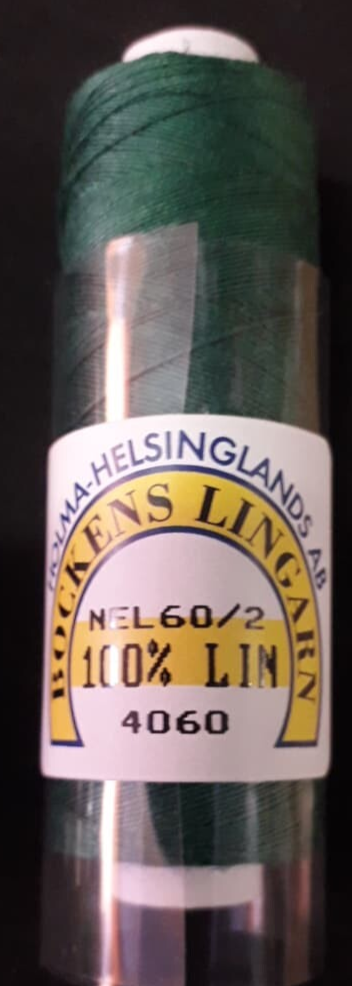 HOLMA-HELSINGLANDS AB
BOCKENS LINGARN
NEL60/2
100% LIN
4060